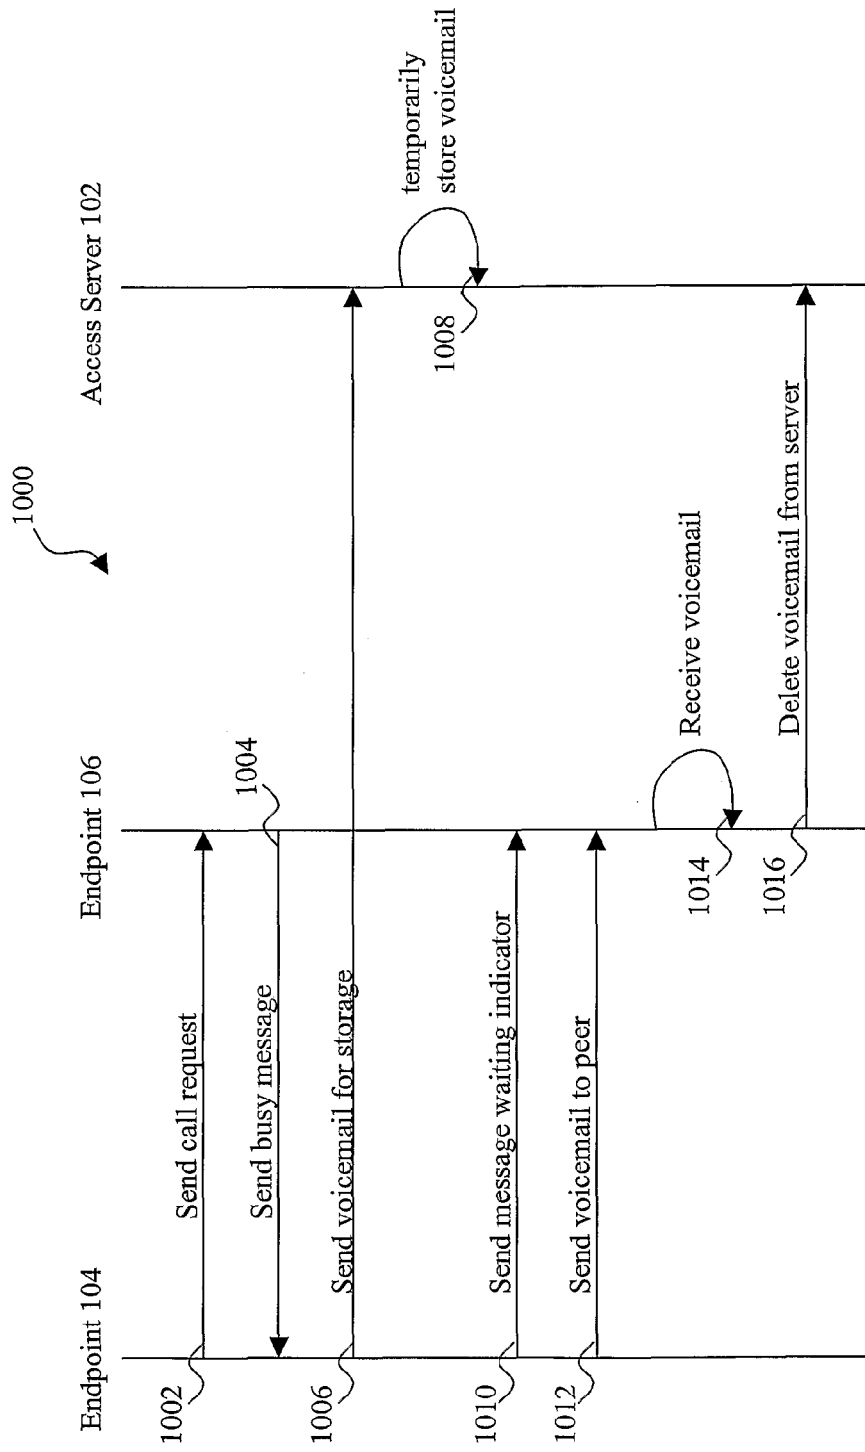 1000
Endpoint 104
Endpoint 106
Access Server 102
1002
Send call request
Send busy message
1004
1006
Send voicemail for storage
temporarily
store voicemail
1008
1010
Send message waiting indicator
1012
Send voicemail to peer
Receive voicemail
1014
1016
Delete voicemail from server